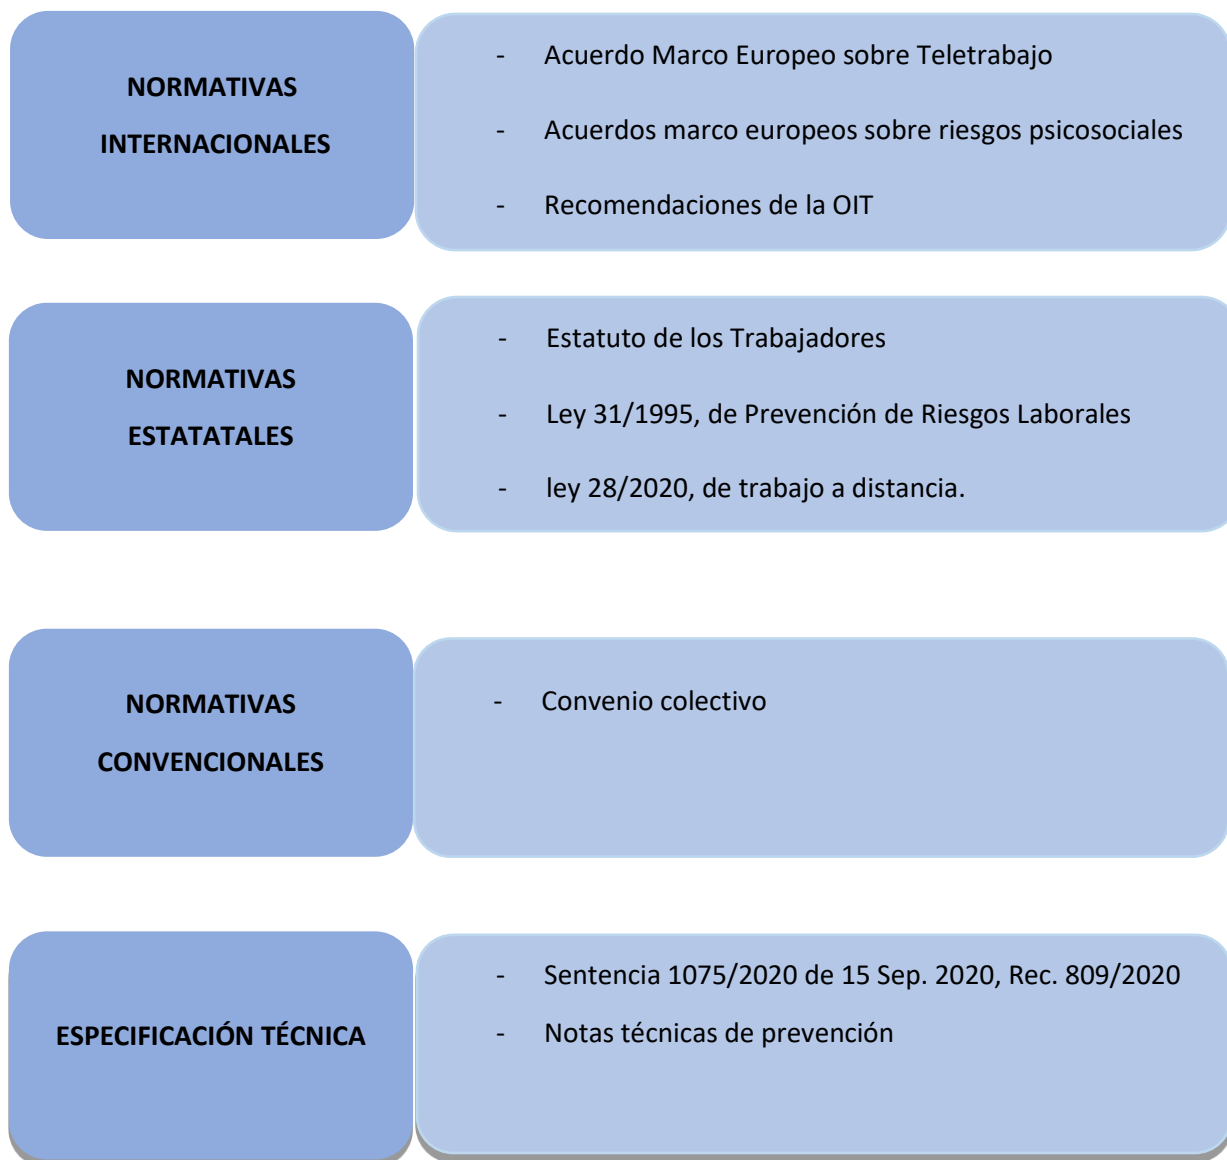 NORMATIVAS
INTERNACIONALES
- Acuerdo Marco Europeo sobre Teletrabajo
- Acuerdos marco europeos sobre riesgos psicosociales
- Recomendaciones de la OIT
NORMATIVAS
ESTATATALES
- Estatuto de los Trabajadores
- Ley 31/1995, de Prevención de Riesgos Laborales
- ley 28/2020, de trabajo a distancia.
NORMATIVAS
CONVENCIONALES
- Convenio colectivo
ESPECIFICACIÓN TÉCNICA
- Sentencia 1075/2020 de 15 Sep. 2020, Rec. 809/2020
- Notas técnicas de prevención